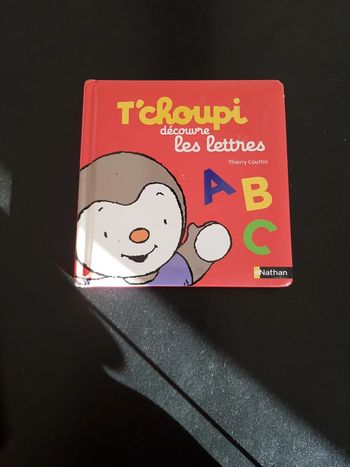 T'choupi
découvre
les lettres
Thierry Courtin
A B
C
Nathan